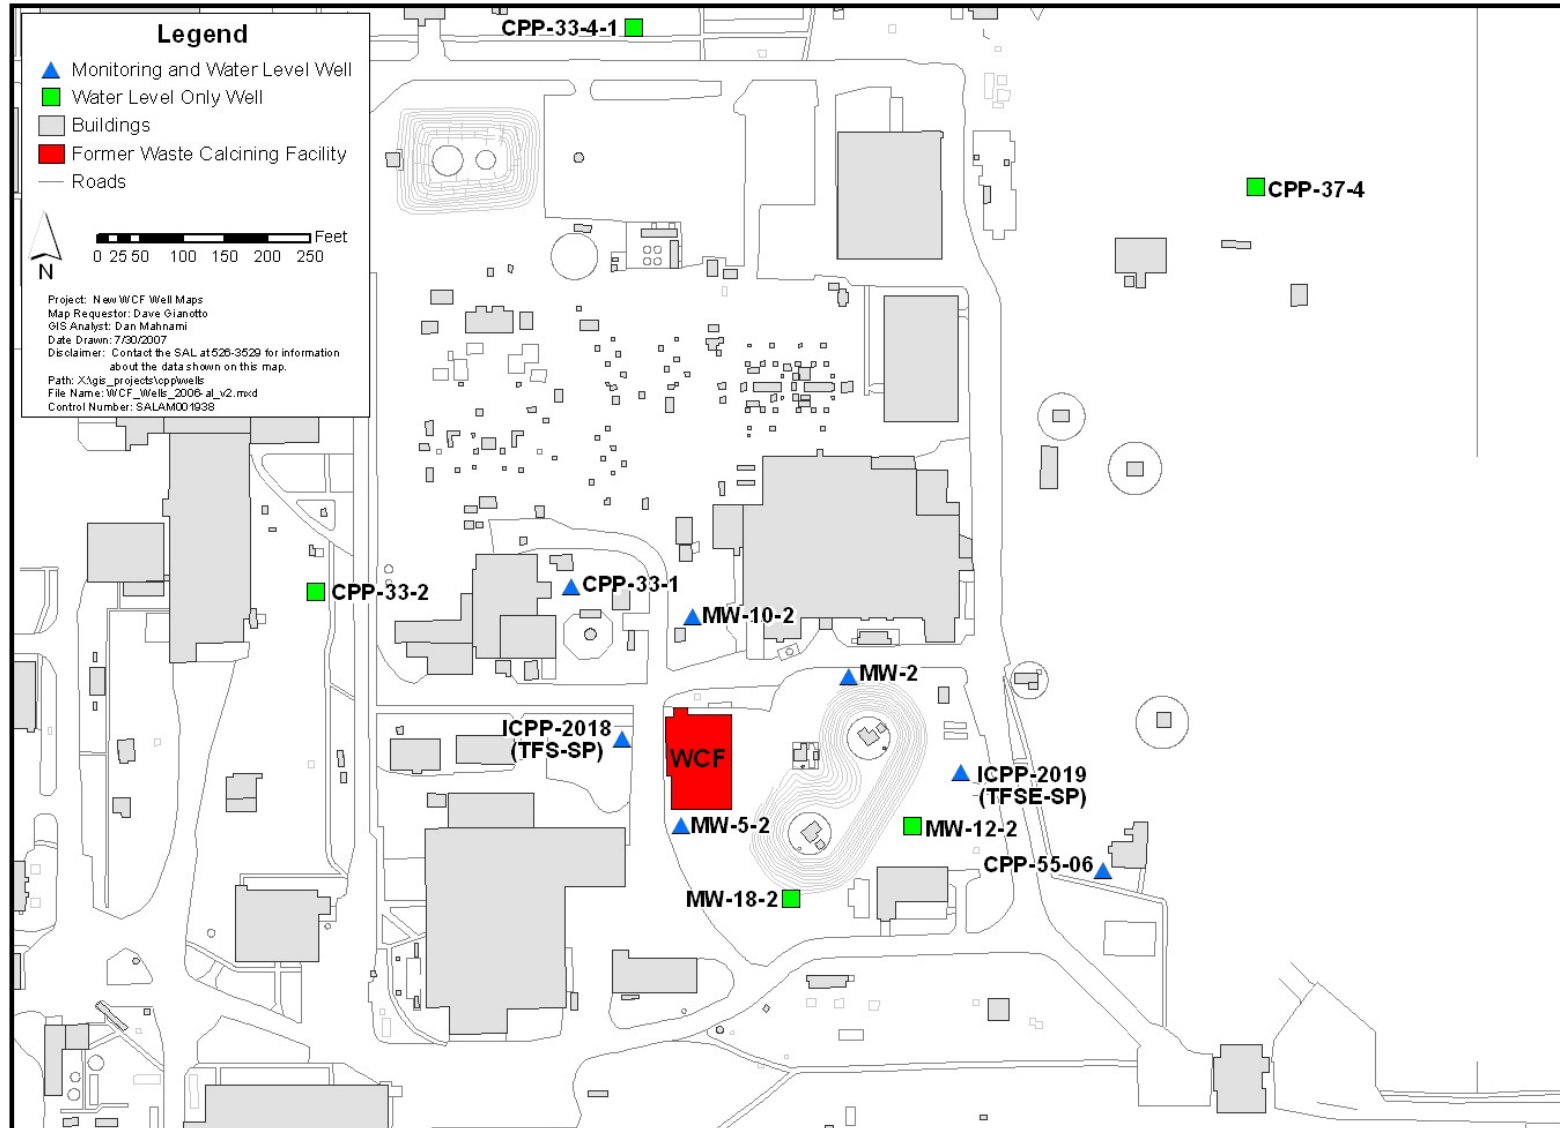 Legend
Monitoring and Water Level Well
Water Level Only Well
Buildings
Former Waste Calcining Facility
Roads
N
Feet
0 25 50 100 150 200 250
Project: New WCF Well Maps
Map Requestor: Dave Gianotto
GIS Analyst: Dan Mahnami
Date Drawn: 7/30/2007
Disclaimer: Contact the SAL at 526-3529 for information
about the data shown on this map.
Path: X:\gis_projects\cpp\wells
File Name: WCF_Wells_2006-al_v2.mxd
Control Number: SALAM001938
CPP-33-4-1
CPP-37-4
CPP-33-2
CPP-33-1
MW-10-2
MW-2
ICPP-2018
(TFS-SP)
WCF
ICPP-2019
(TFSE-SP)
MW-5-2
MW-12-2
CPP-55-06
MW-18-2